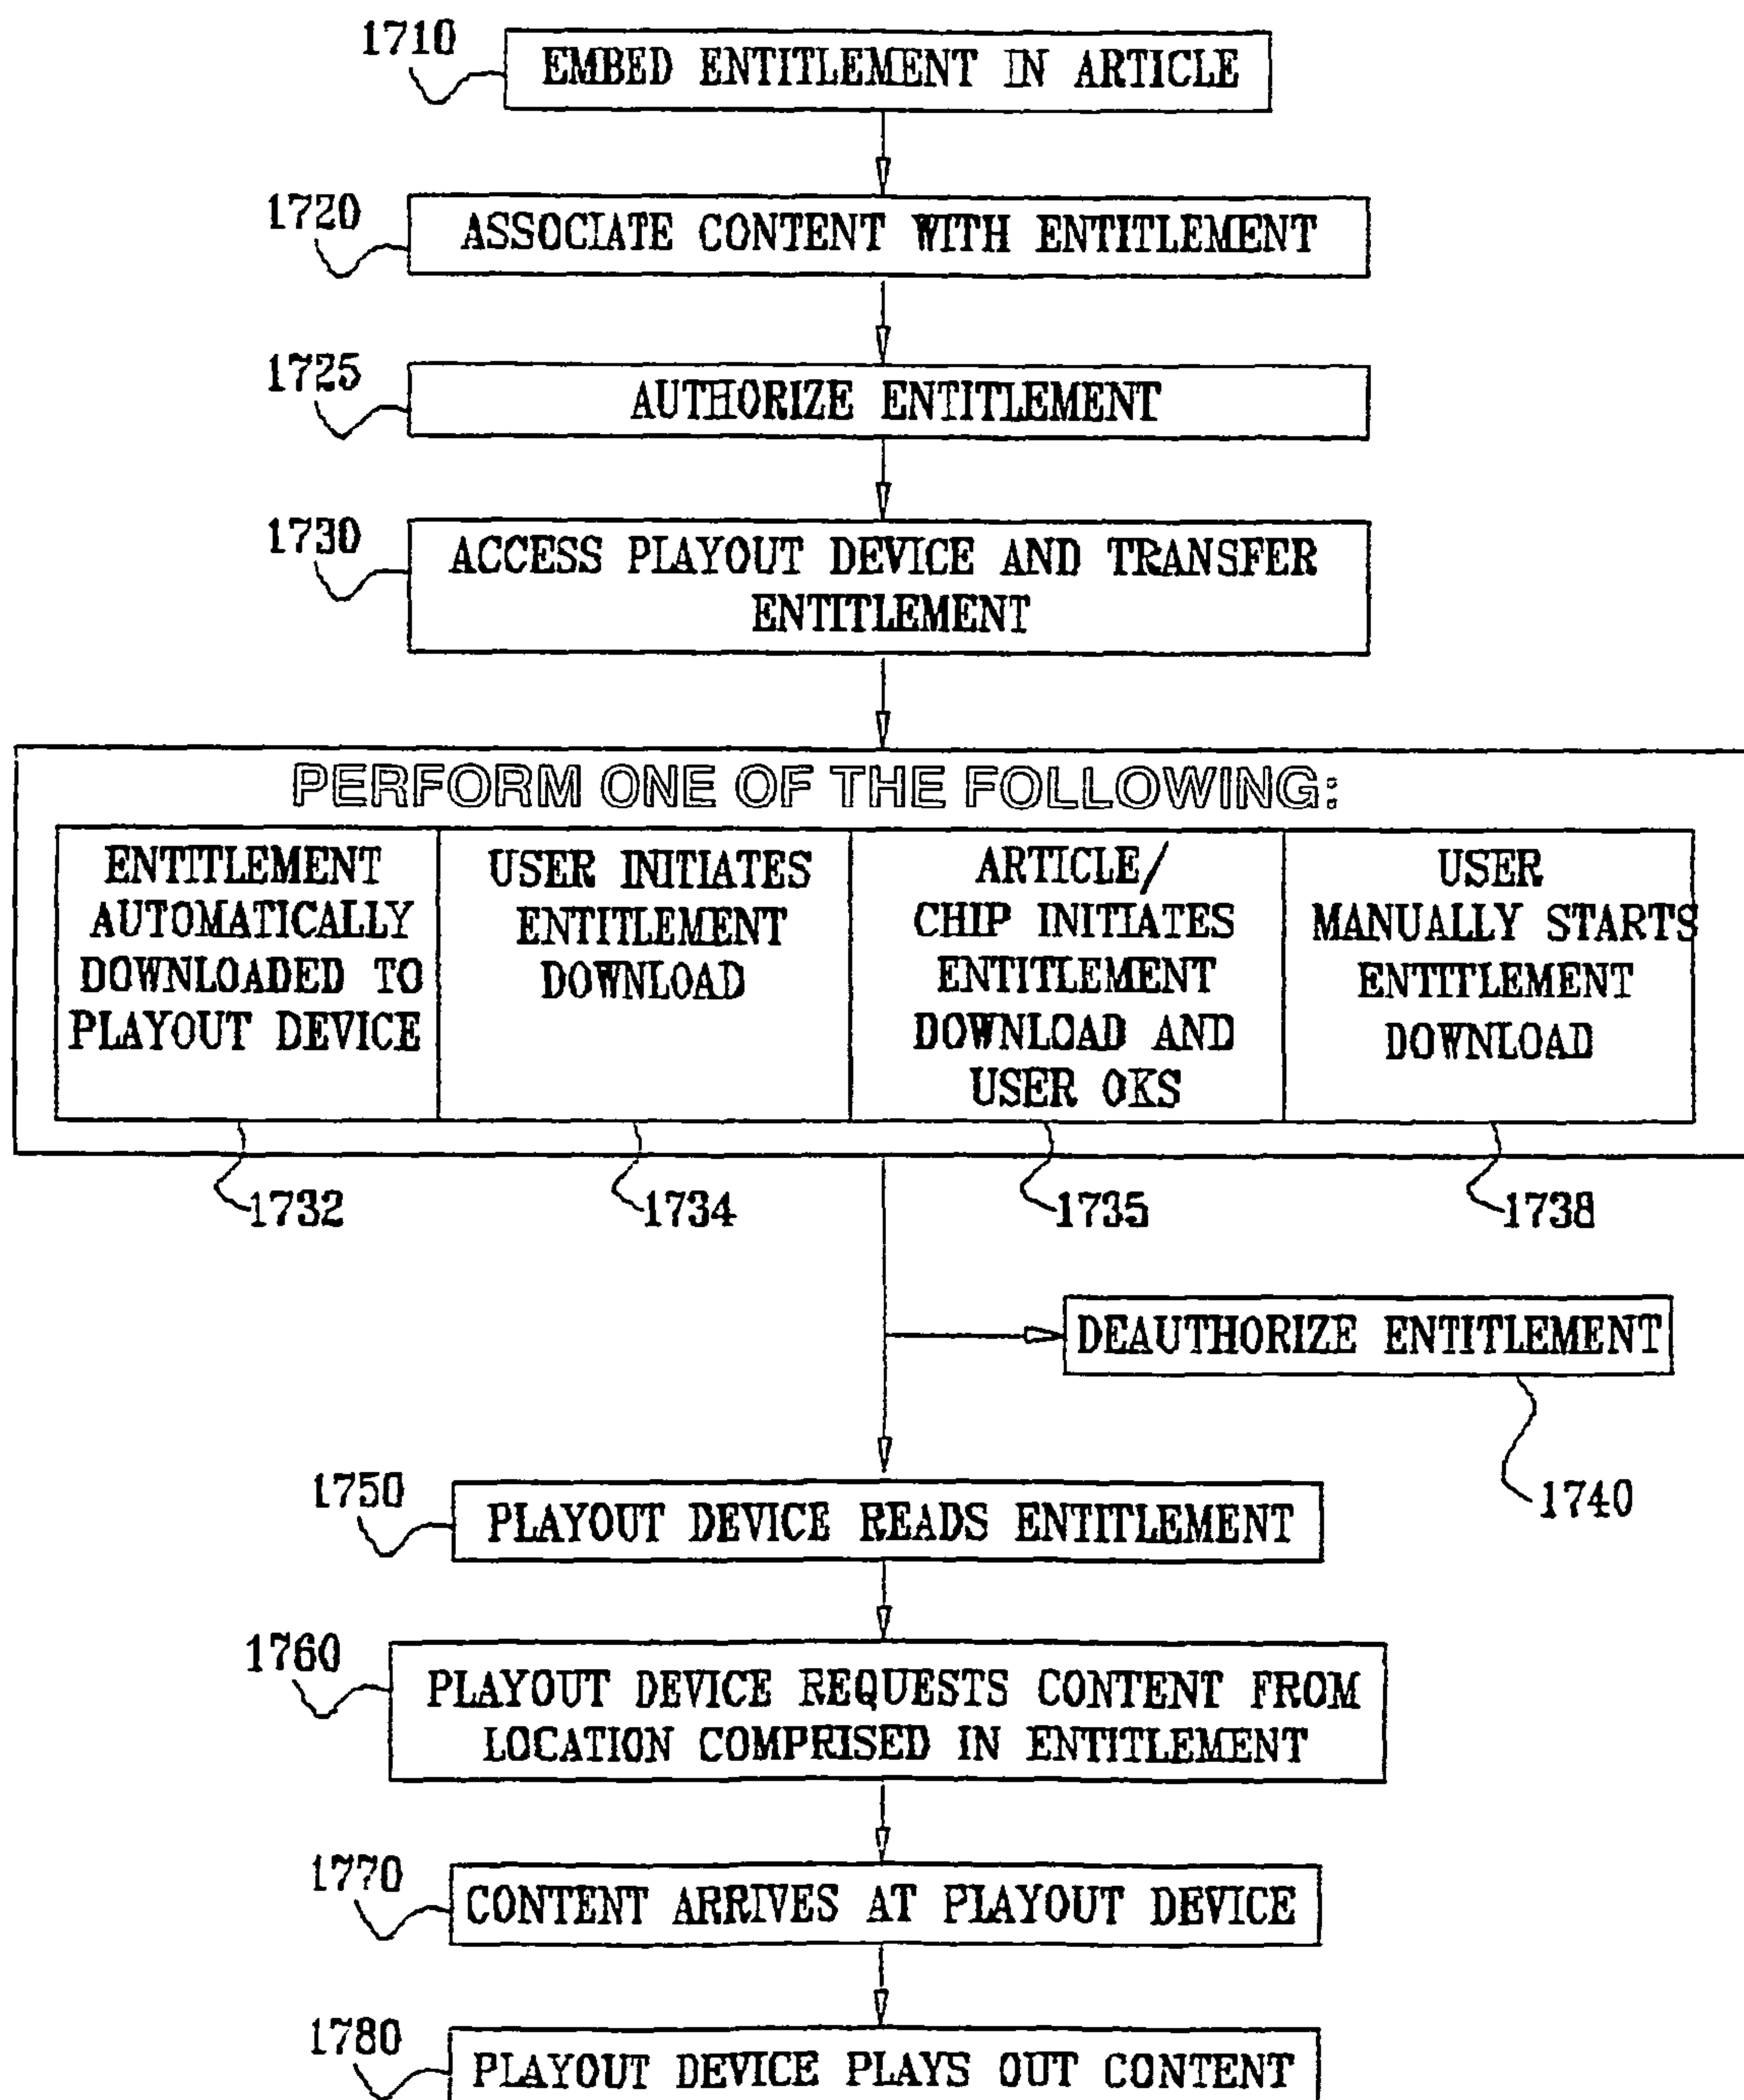 1710
EMBED ENTITLEMENT IN ARTICLE
1720
ASSOCIATE CONTENT WITH ENTITLEMENT
1725
AUTHORIZE ENTITLEMENT
1730
ACCESS PLAYOUT DEVICE AND TRANSFER
ENTITLEMENT
PERFORM ONE OF THE FOLLOWING:
ENTITLEMENT
AUTOMATICALLY
DOWNLOADED TO
PLAYOUT DEVICE
USER INITIATES
ENTITLEMENT
DOWNLOAD
ARTICLE/
CHIP INITIATES
ENTITLEMENT
DOWNLOAD AND
USER OKS
USER
MANUALLY STARTS
ENTITLEMENT
DOWNLOAD
1732
1734
1735
1738
DEAUTHORIZE ENTITLEMENT
1740
1750
PLAYOUT DEVICE READS ENTITLEMENT
1760
PLAYOUT DEVICE REQUESTS CONTENT FROM
LOCATION COMPRISED IN ENTITLEMENT
1770
CONTENT ARRIVES AT PLAYOUT DEVICE
1780
PLAYOUT DEVICE PLAYS OUT CONTENT